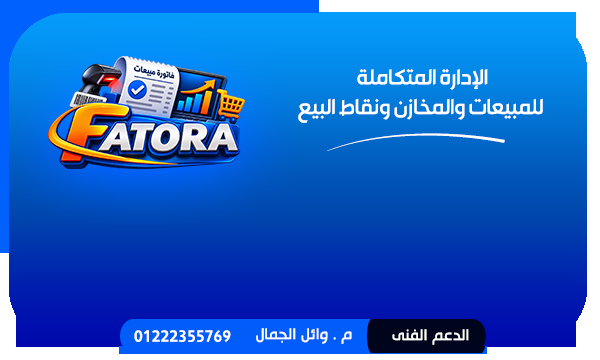 فاتورة مبيعات
FATORA
الإدارة المتكاملة
للمبيعات والمخازن ونقاط البيع
الدعم الفنى
م . وائل الجمال
01222355769